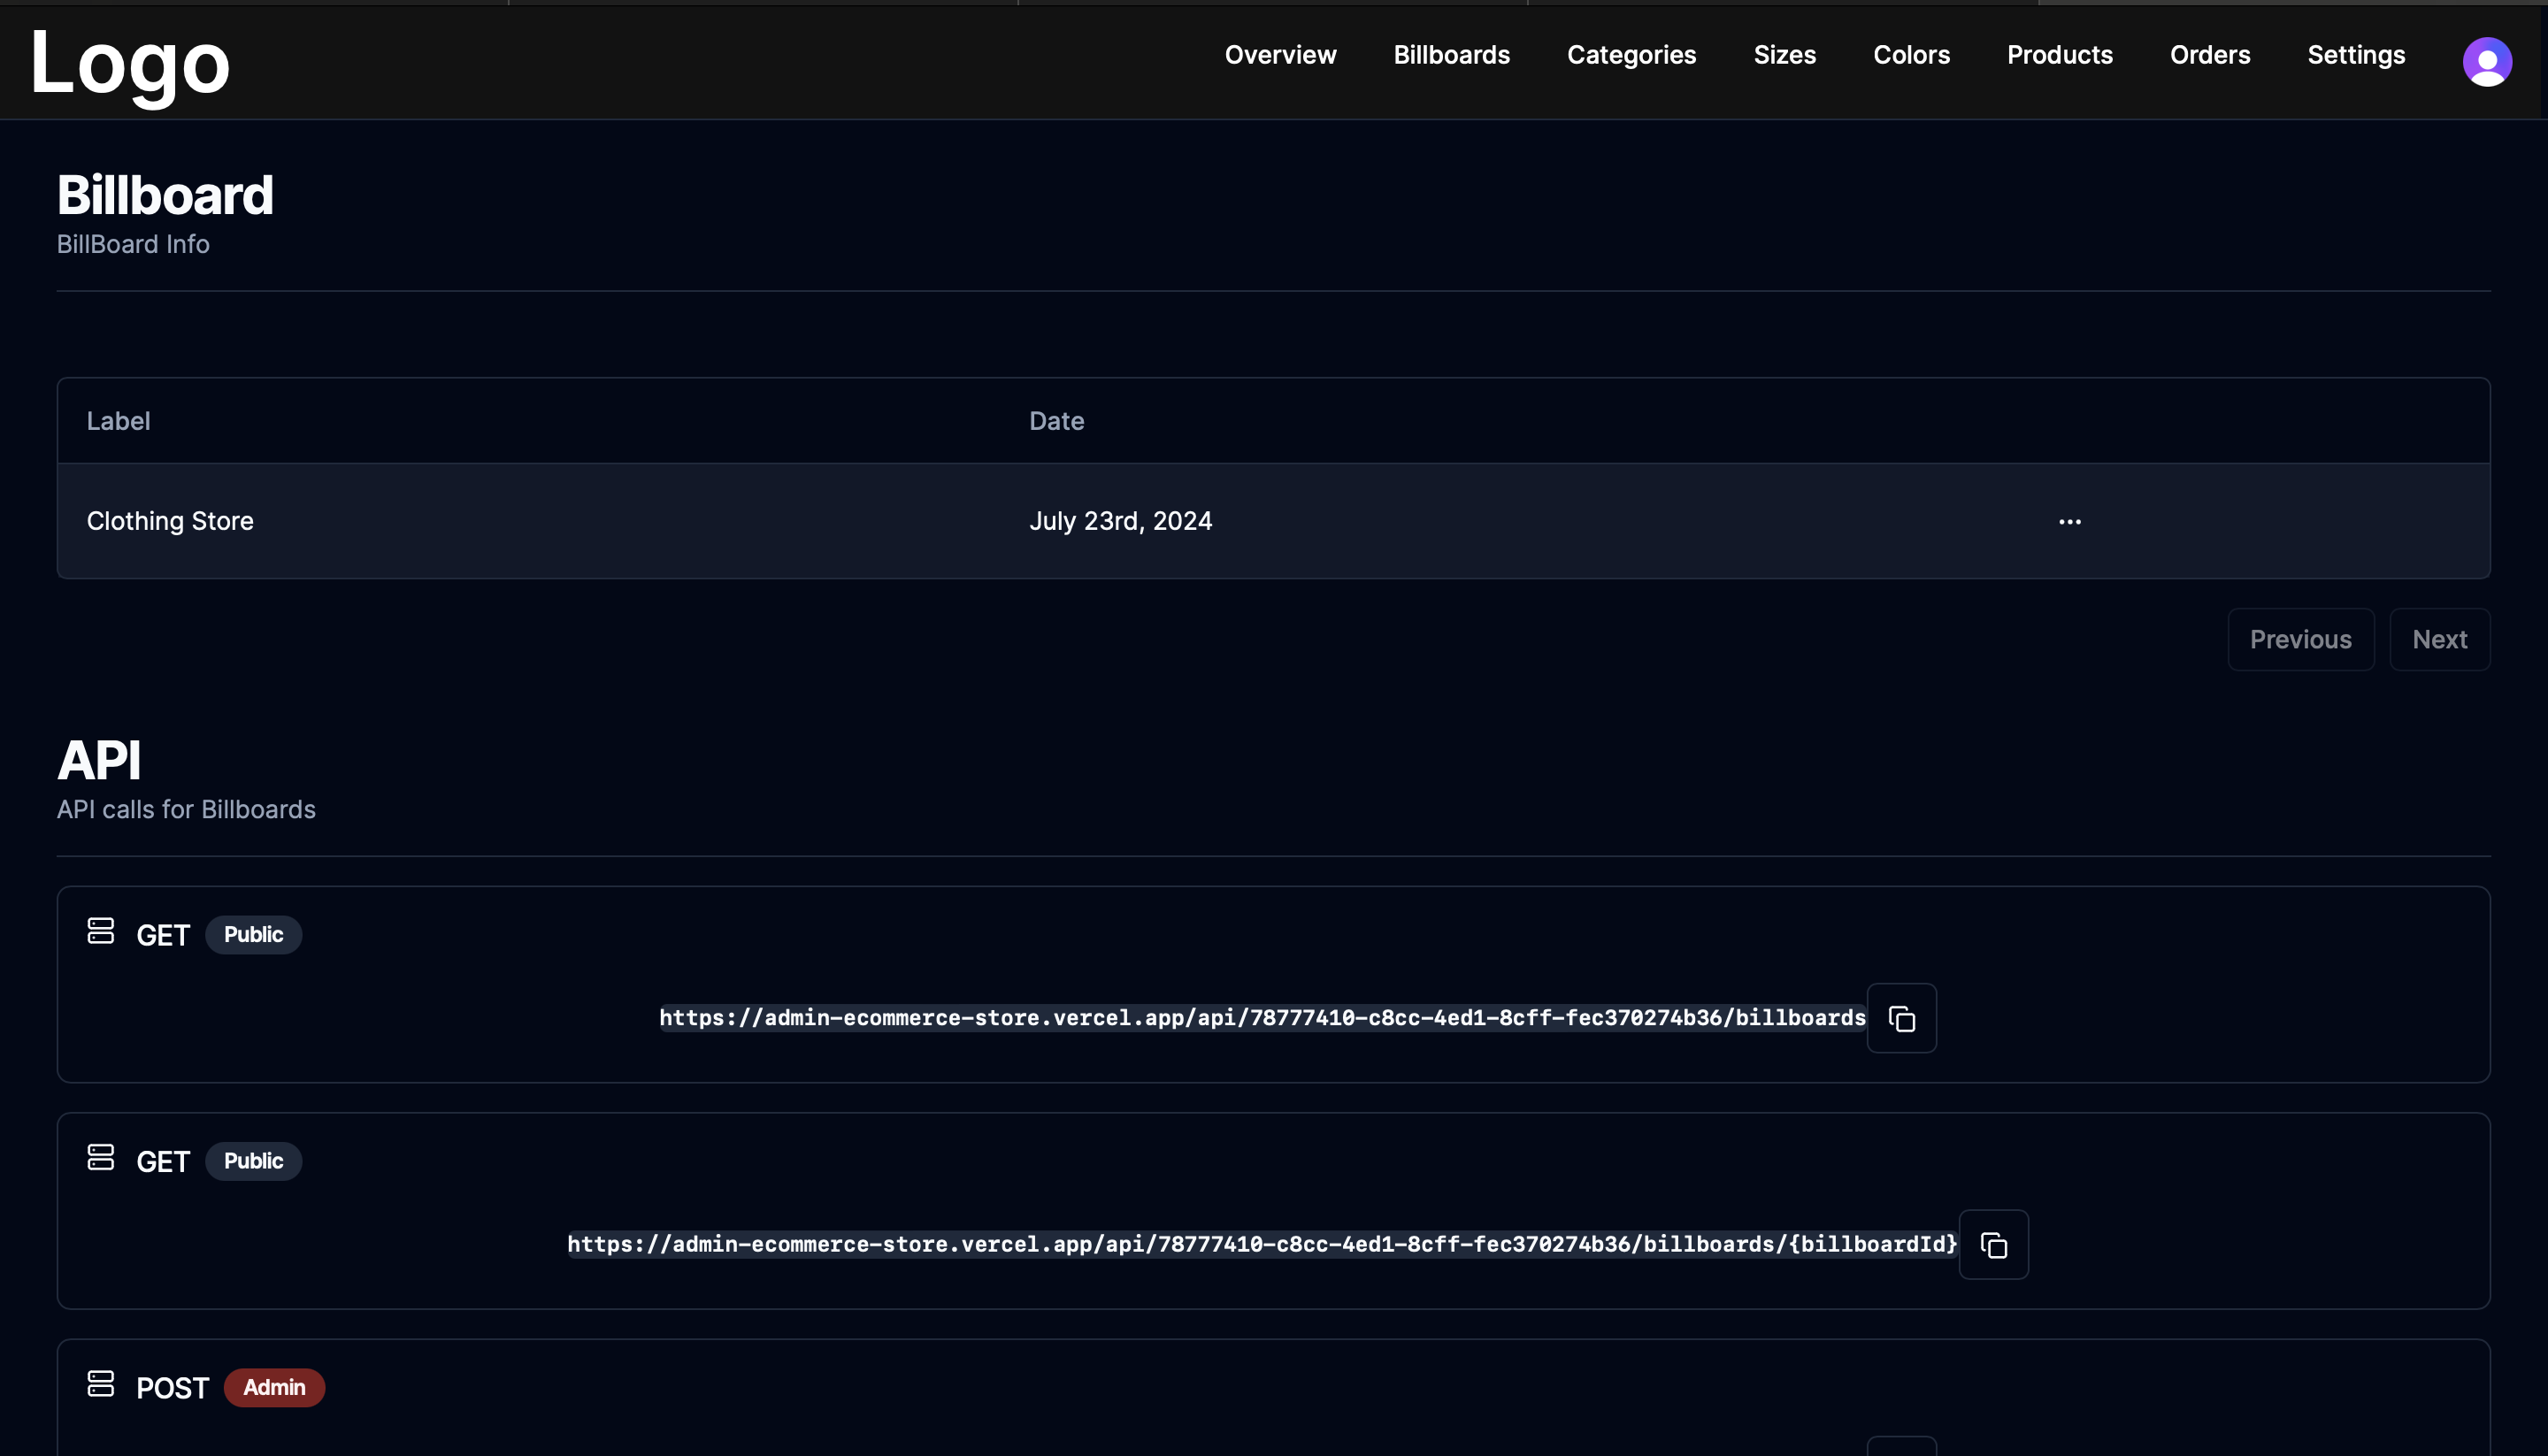 Logo
Overview Billboards Categories Sizes Colors Products Orders Settings
Billboard
BillBoard Info
Label Date
Clothing Store July 23rd, 2024 ...
Previous Next
API
API calls for Billboards
GET Public
https://admin-ecommerce-store.vercel.app/api/78777410-c8cc-4ed1-8cff-fec370274b36/billboards
GET Public
https://admin-ecommerce-store.vercel.app/api/78777410-c8cc-4ed1-8cff-fec370274b36/billboards/{billboardId}
POST Admin